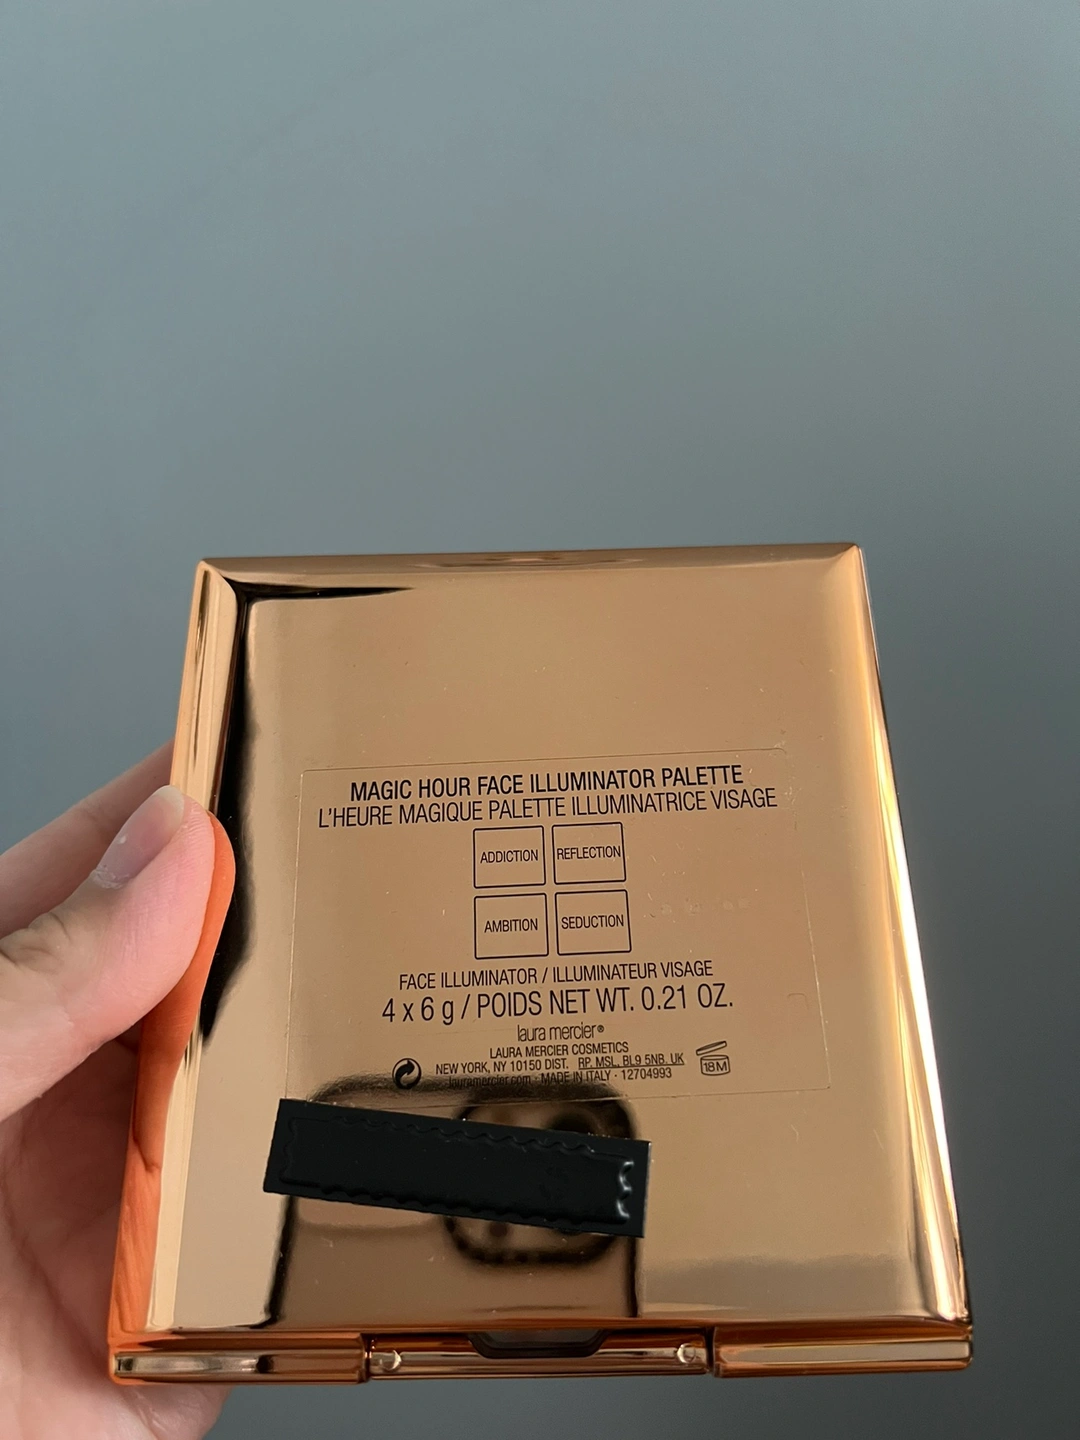 MAGIC HOUR FACE ILLUMINATOR PALETTE
L'HEURE MAGIQUE PALETTE ILLUMINATRICE VISAGE
ADDICTION REFLECTION
AMBITION SEDUCTION
FACE ILLUMINATOR / ILLUMINATEUR VISAGE
4 x 6 g / POIDS NET WT. 0.21 OZ.
laura mercier®
LAURA MERCIER COSMETICS
NEW YORK, NY 10150 DIST. RP. MSL. BL9 5NB. UK
lauramercier.com · MADE IN ITALY · 12704993
18M